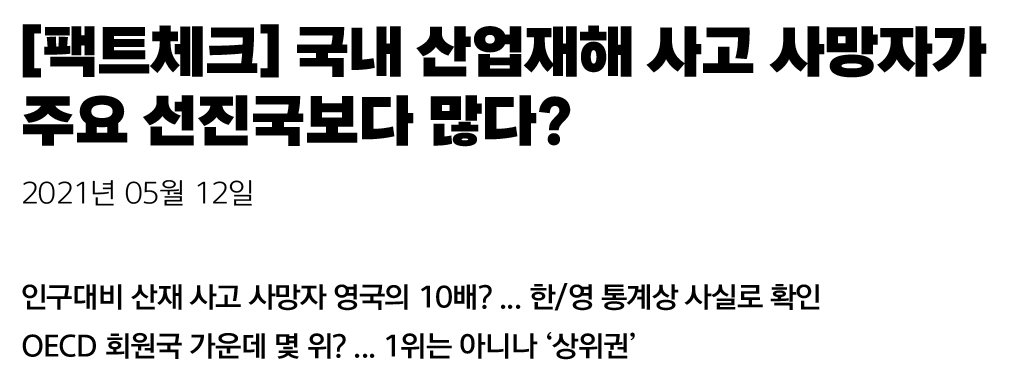 [팩트체크] 국내 산업재해 사고 사망자가
주요 선진국보다 많다?
2021년 05월 12일
인구대비 산재 사고 사망자 영국의 10배? ... 한/영 통계상 사실로 확인
OECD 회원국 가운데 몇 위? ... 1위는 아니나 ‘상위권’